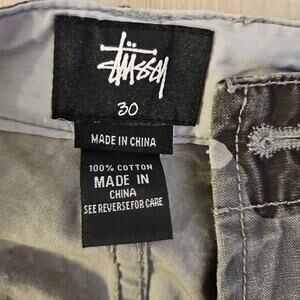 Stüssy
30
MADE IN CHINA
100% COTTON
MADE IN
CHINA
SEE REVERSE FOR CARE